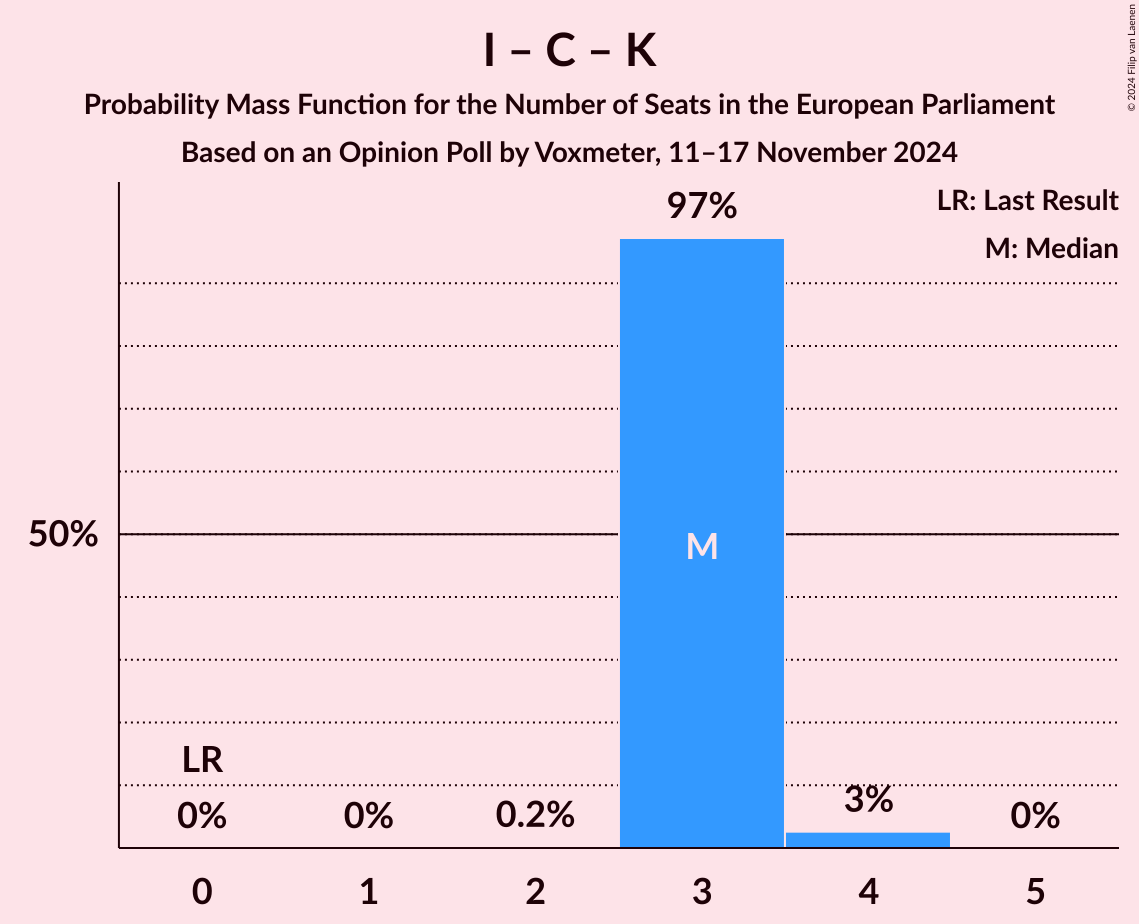 I – C – K
Probability Mass Function for the Number of Seats in the European Parliament
Based on an Opinion Poll by Voxmeter, 11–17 November 2024
© 2024 Filip van Laenen
LR: Last Result
M: Median
97%
50%
M
LR
0%
0%
0.2%
3%
0%
0
1
2
3
4
5